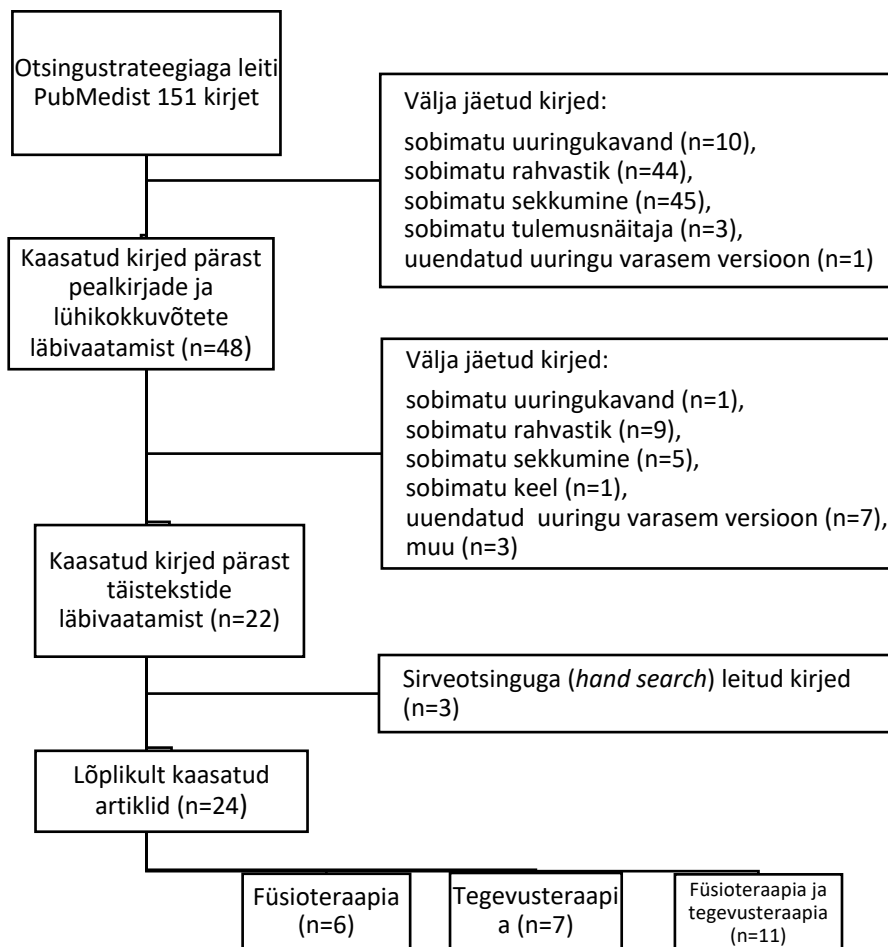 Otsingustrateegiaga leiti
PubMedist 151 kirjet
Välja jäetud kirjed:
sobimatu uuringukavand (n=10),
sobimatu rahvastik (n=44),
sobimatu sekkumine (n=45),
sobimatu tulemusnäitaja (n=3),
uuendatud uuringu varasem versioon (n=1)
Kaasatud kirjed pärast
pealkirjade ja
lühikokkuvõtete
läbivaatamist (n=48)
Välja jäetud kirjed:
sobimatu uuringukavand (n=1),
sobimatu rahvastik (n=9),
sobimatu sekkumine (n=5),
sobimatu keel (n=1),
uuendatud  uuringu varasem versioon (n=7),
muu (n=3)
Kaasatud kirjed pärast
täistekstide
läbivaatamist (n=22)
Sirveotsinguga (hand search) leitud kirjed
(n=3)
Lõplikult kaasatud
artiklid (n=24)
Füsioteraapia
(n=6)
Tegevusteraapi
a (n=7)
Füsioteraapia ja
tegevusteraapia
(n=11)